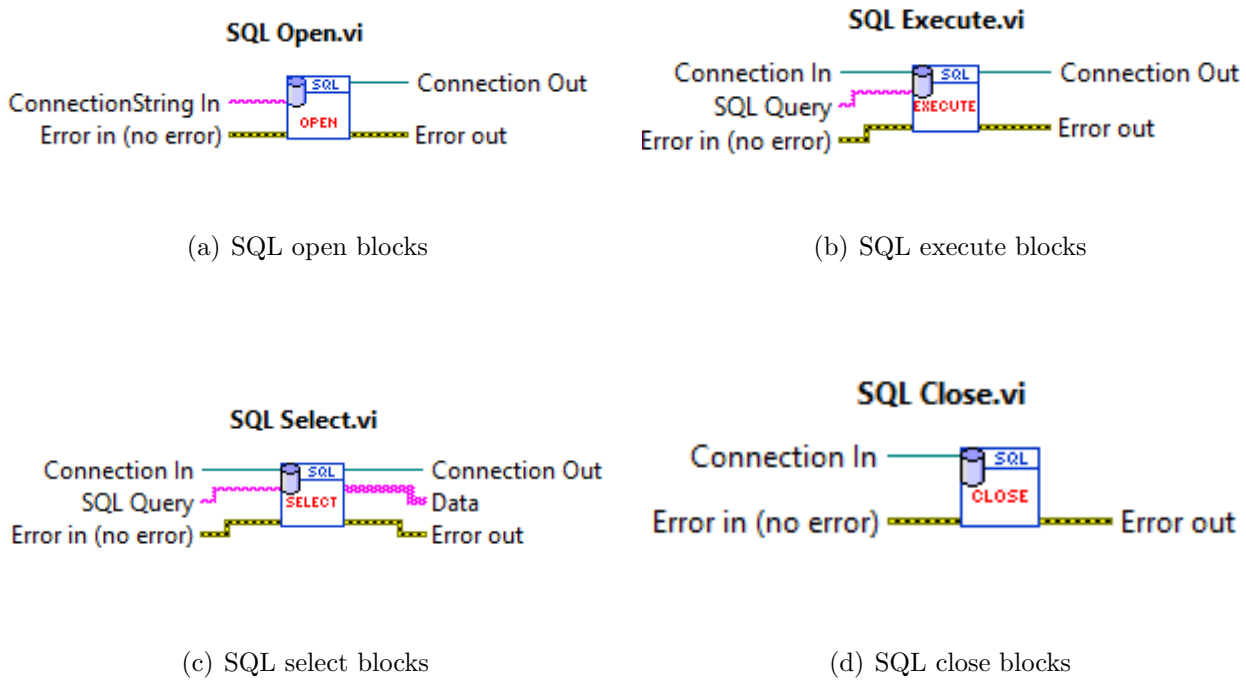 SQL Open.vi
SQL
OPEN
ConnectionString In
Error in (no error)
Connection Out
Error out
(a) SQL open blocks
SQL Execute.vi
SQL
EXECUTE
Connection In
SQL Query
Error in (no error)
Connection Out
Error out
(b) SQL execute blocks
SQL Select.vi
SQL
SELECT
Connection In
SQL Query
Error in (no error)
Connection Out
Data
Error out
(c) SQL select blocks
SQL Close.vi
SQL
CLOSE
Connection In
Error in (no error)
Error out
(d) SQL close blocks